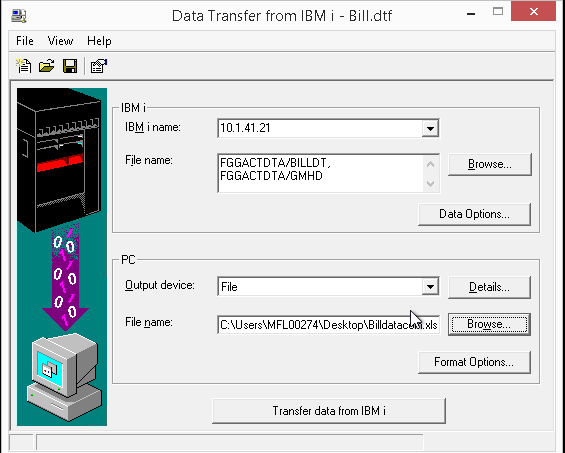 Data Transfer from IBM i - Bill.dtf
File View Help
IBM i
IBM i name: 10.1.41.21
File name: FGGACTDTA/BILLDT,
FGGACTDTA/GMHD
Browse...
Data Options...
PC
Output device: File
Details...
File name: C:\Users\MFL00274\Desktop\Billdatacom.xls
Browse...
Format Options...
Transfer data from IBM i